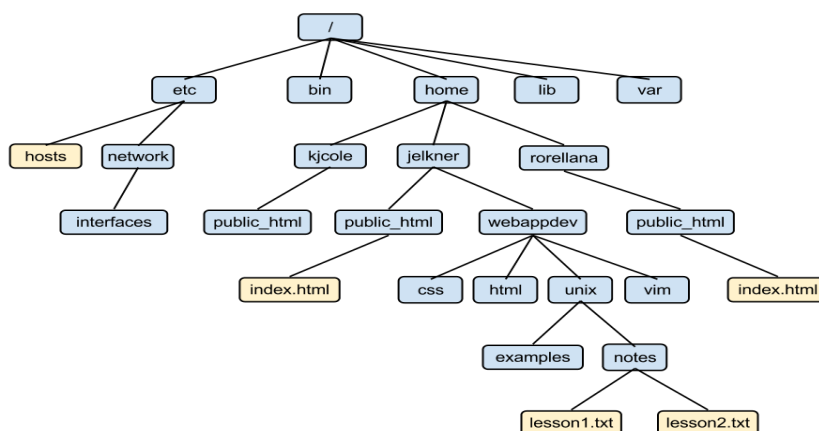 /
etc bin home lib var
hosts network kjcole jelkner rorellana
interfaces public_html public_html webappdev public_html
index.html css html unix vim index.html
examples notes
lesson1.txt lesson2.txt